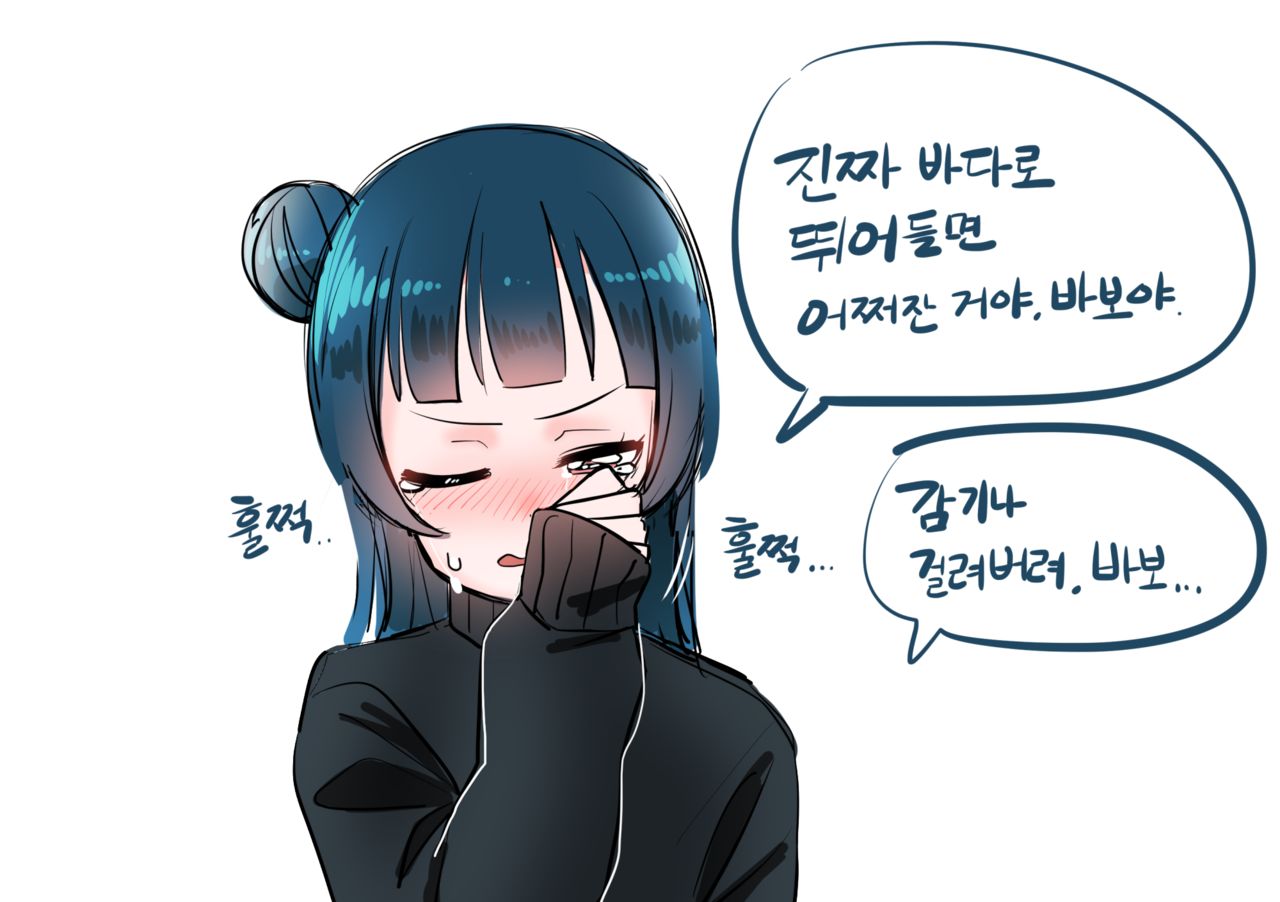 진짜 바다로
뛰어들면
어쩌잔 거야, 바보야.
감기나
걸려버려, 바보...
훌쩍..
훌쩍...